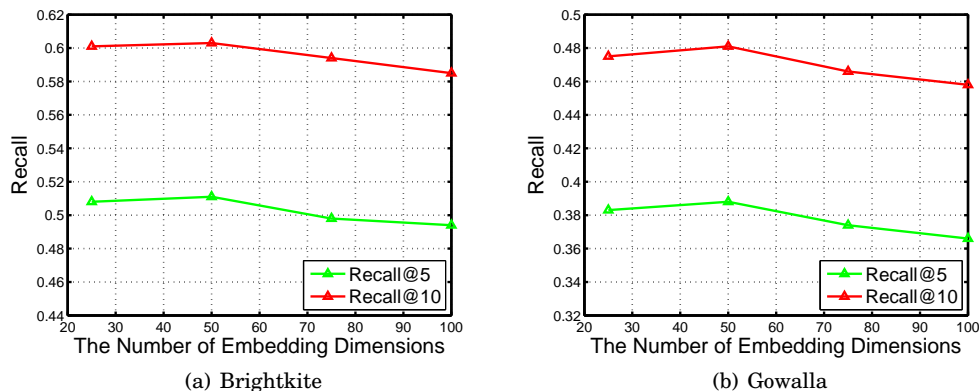 0.62
0.6
0.58
0.56
0.54
0.52
0.5
0.48
0.46
0.44
Recall
20 30 40 50 60 70 80 90 100
The Number of Embedding Dimensions
Recall@5
Recall@10
(a) Brightkite
0.5
0.48
0.46
0.44
0.42
0.4
0.38
0.36
0.34
0.32
Recall
20 30 40 50 60 70 80 90 100
The Number of Embedding Dimensions
Recall@5
Recall@10
(b) Gowalla